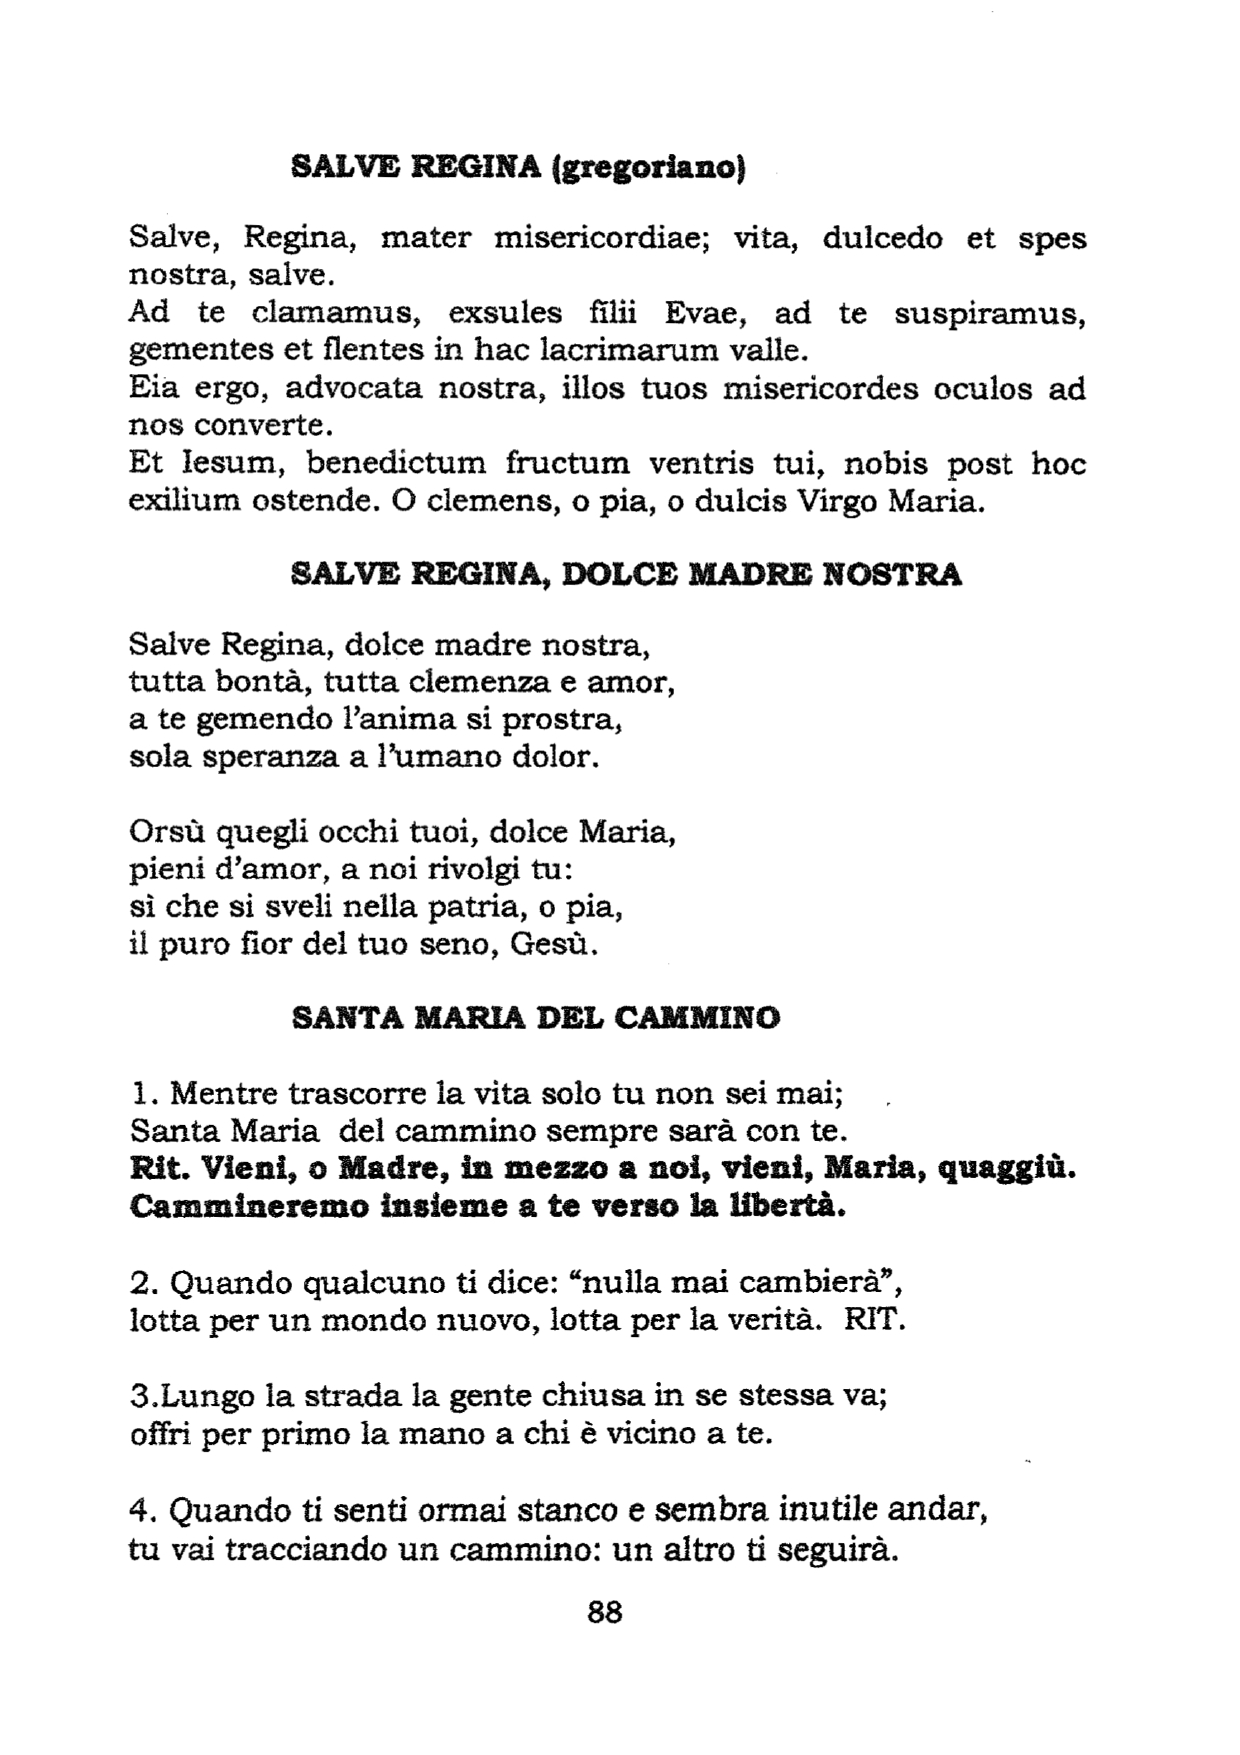 SALVE REGINA (gregoriano)
Salve, Regina, mater misericordiae; vita, dulcedo et spes
nostra, salve.
Ad te clamamus, exsules filii Evae, ad te suspiramus,
gementes et flentes in hac lacrimarum valle.
Eia ergo, advocata nostra, illos tuos misericordes oculos ad
nos converte.
Et Iesum, benedictum fructum ventris tui, nobis post hoc
exilium ostende. O clemens, o pia, o dulcis Virgo Maria.
SALVE REGINA, DOLCE MADRE NOSTRA
Salve Regina, dolce madre nostra,
tutta bontà, tutta clemenza e amor,
a te gemendo l'anima si prostra,
sola speranza a l'umano dolor.
Orsù quegli occhi tuoi, dolce Maria,
pieni d'amor, a noi rivolgi tu:
sì che si sveli nella patria, o pia,
il puro fior del tuo seno, Gesù.
SANTA MARIA DEL CAMMINO
1. Mentre trascorre la vita solo tu non sei mai;
Santa Maria del cammino sempre sarà con te.
Rit. Vieni, o Madre, in mezzo a noi, vieni, Maria, quaggiù.
Cammineremo insieme a te verso la libertà.
2. Quando qualcuno ti dice: “nulla mai cambierà”,
lotta per un mondo nuovo, lotta per la verità. RIT.
3.Lungo la strada la gente chiusa in se stessa va;
offri per primo la mano a chi è vicino a te.
4. Quando ti senti ormai stanco e sembra inutile andar,
tu vai tracciando un cammino: un altro ti seguirà.
88